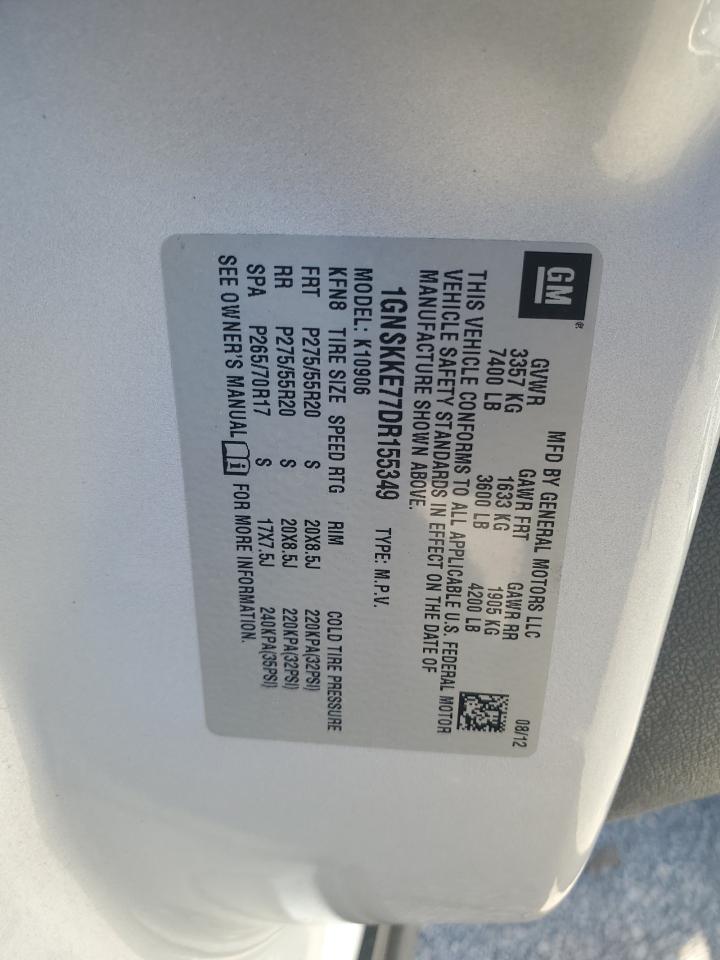 GM ®
MFD BY GENERAL MOTORS LLC 08/12
GVWR GAWR FRT GAWR RR
3357 KG 1633 KG 1905 KG
7400 LB 3600 LB 4200 LB
THIS VEHICLE CONFORMS TO ALL APPLICABLE U.S. FEDERAL MOTOR
VEHICLE SAFETY STANDARDS IN EFFECT ON THE DATE OF
MANUFACTURE SHOWN ABOVE.
1GNSKKE77DR155349 TYPE: M.P.V.
MODEL: K10906
KFN8 TIRE SIZE SPEED RTG RIM COLD TIRE PRESSURE
FRT P275/55R20 S 20X8.5J 220KPA(32PSI)
RR P275/55R20 S 20X8.5J 220KPA(32PSI)
SPA P265/70R17 S 17X7.5J 240KPA(35PSI)
SEE OWNER'S MANUAL i FOR MORE INFORMATION.